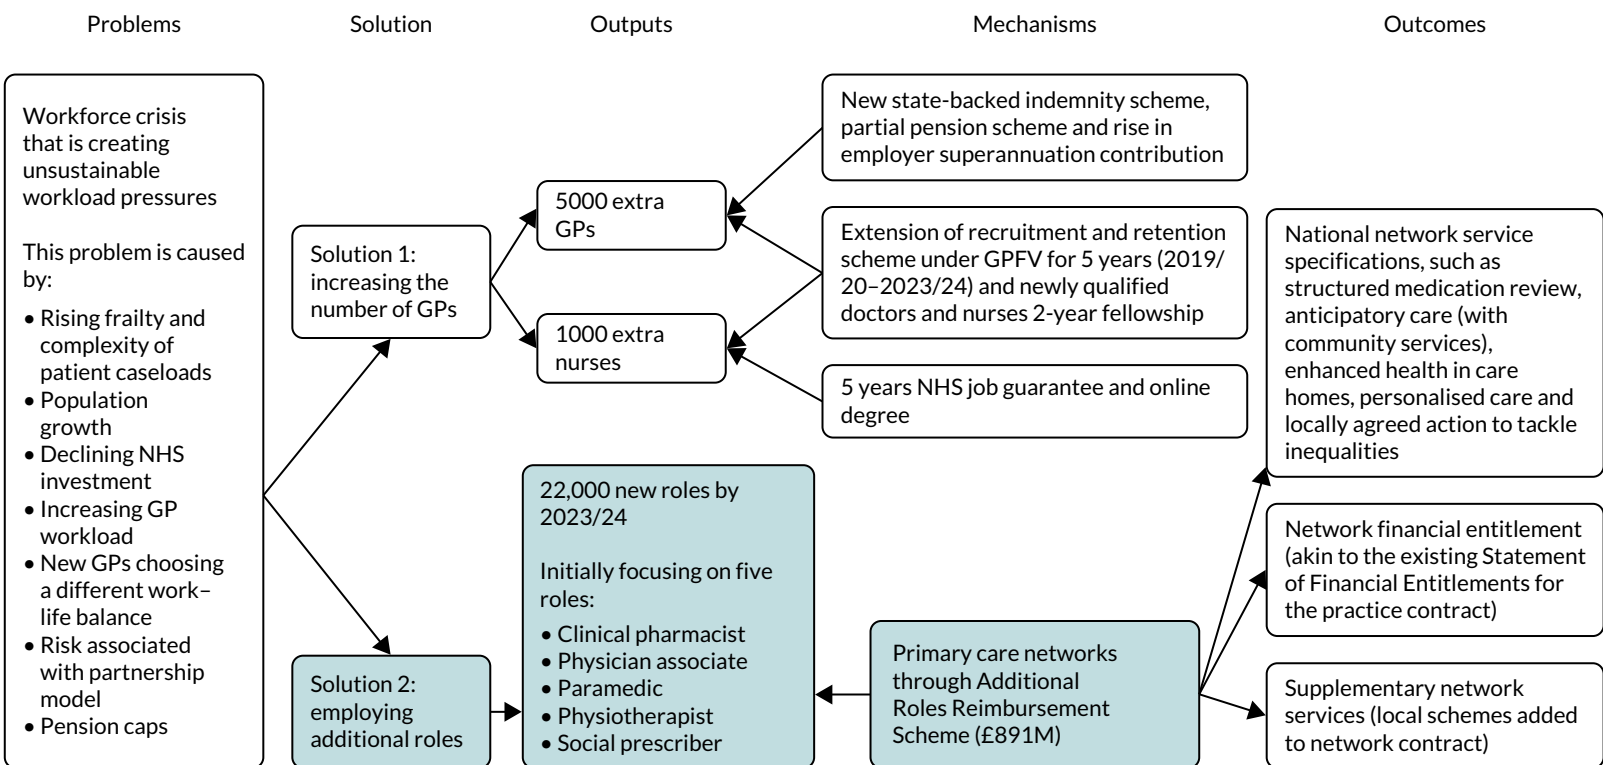 Problems
Solution
Outputs
Mechanisms
Outcomes
Workforce crisis
that is creating
unsustainable
workload pressures
This problem is caused
by:
• Rising frailty and
complexity of
patient caseloads
• Population
growth
• Declining NHS
investment
• Increasing GP
workload
• New GPs choosing
a different work–
life balance
• Risk associated
with partnership
model
• Pension caps
Solution 1:
increasing the
number of GPs
Solution 2:
employing
additional roles
5000 extra
GPs
1000 extra
nurses
22,000 new roles by
2023/24
Initially focusing on five
roles:
• Clinical pharmacist
• Physician associate
• Paramedic
• Physiotherapist
• Social prescriber
New state-backed indemnity scheme,
partial pension scheme and rise in
employer superannuation contribution
Extension of recruitment and retention
scheme under GPFV for 5 years (2019/
20–2023/24) and newly qualified
doctors and nurses 2-year fellowship
5 years NHS job guarantee and online
degree
Primary care networks
through Additional
Roles Reimbursement
Scheme (£891M)
National network service
specifications, such as
structured medication review,
anticipatory care (with
community services),
enhanced health in care
homes, personalised care and
locally agreed action to tackle
inequalities
Network financial entitlement
(akin to the existing Statement
of Financial Entitlements for
the practice contract)
Supplementary network
services (local schemes added
to network contract)